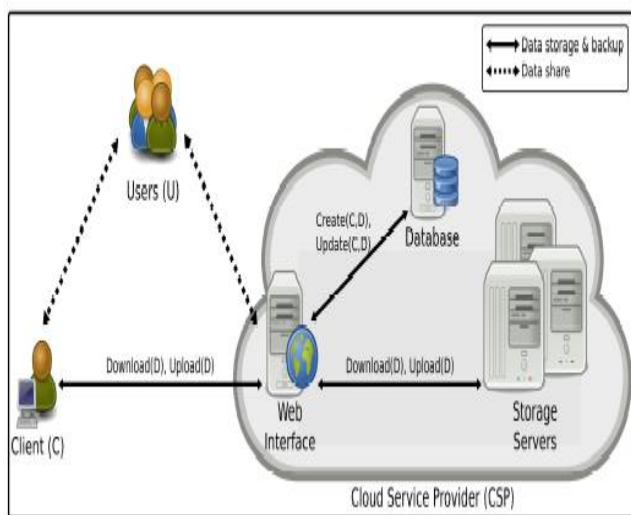 Data storage & backup
Data share
Users (U)
Create(C,D),
Update(C,D)
Database
Download(D), Upload(D)
Download(D), Upload(D)
Client (C)
Web
Interface
Storage
Servers
Cloud Service Provider (CSP)